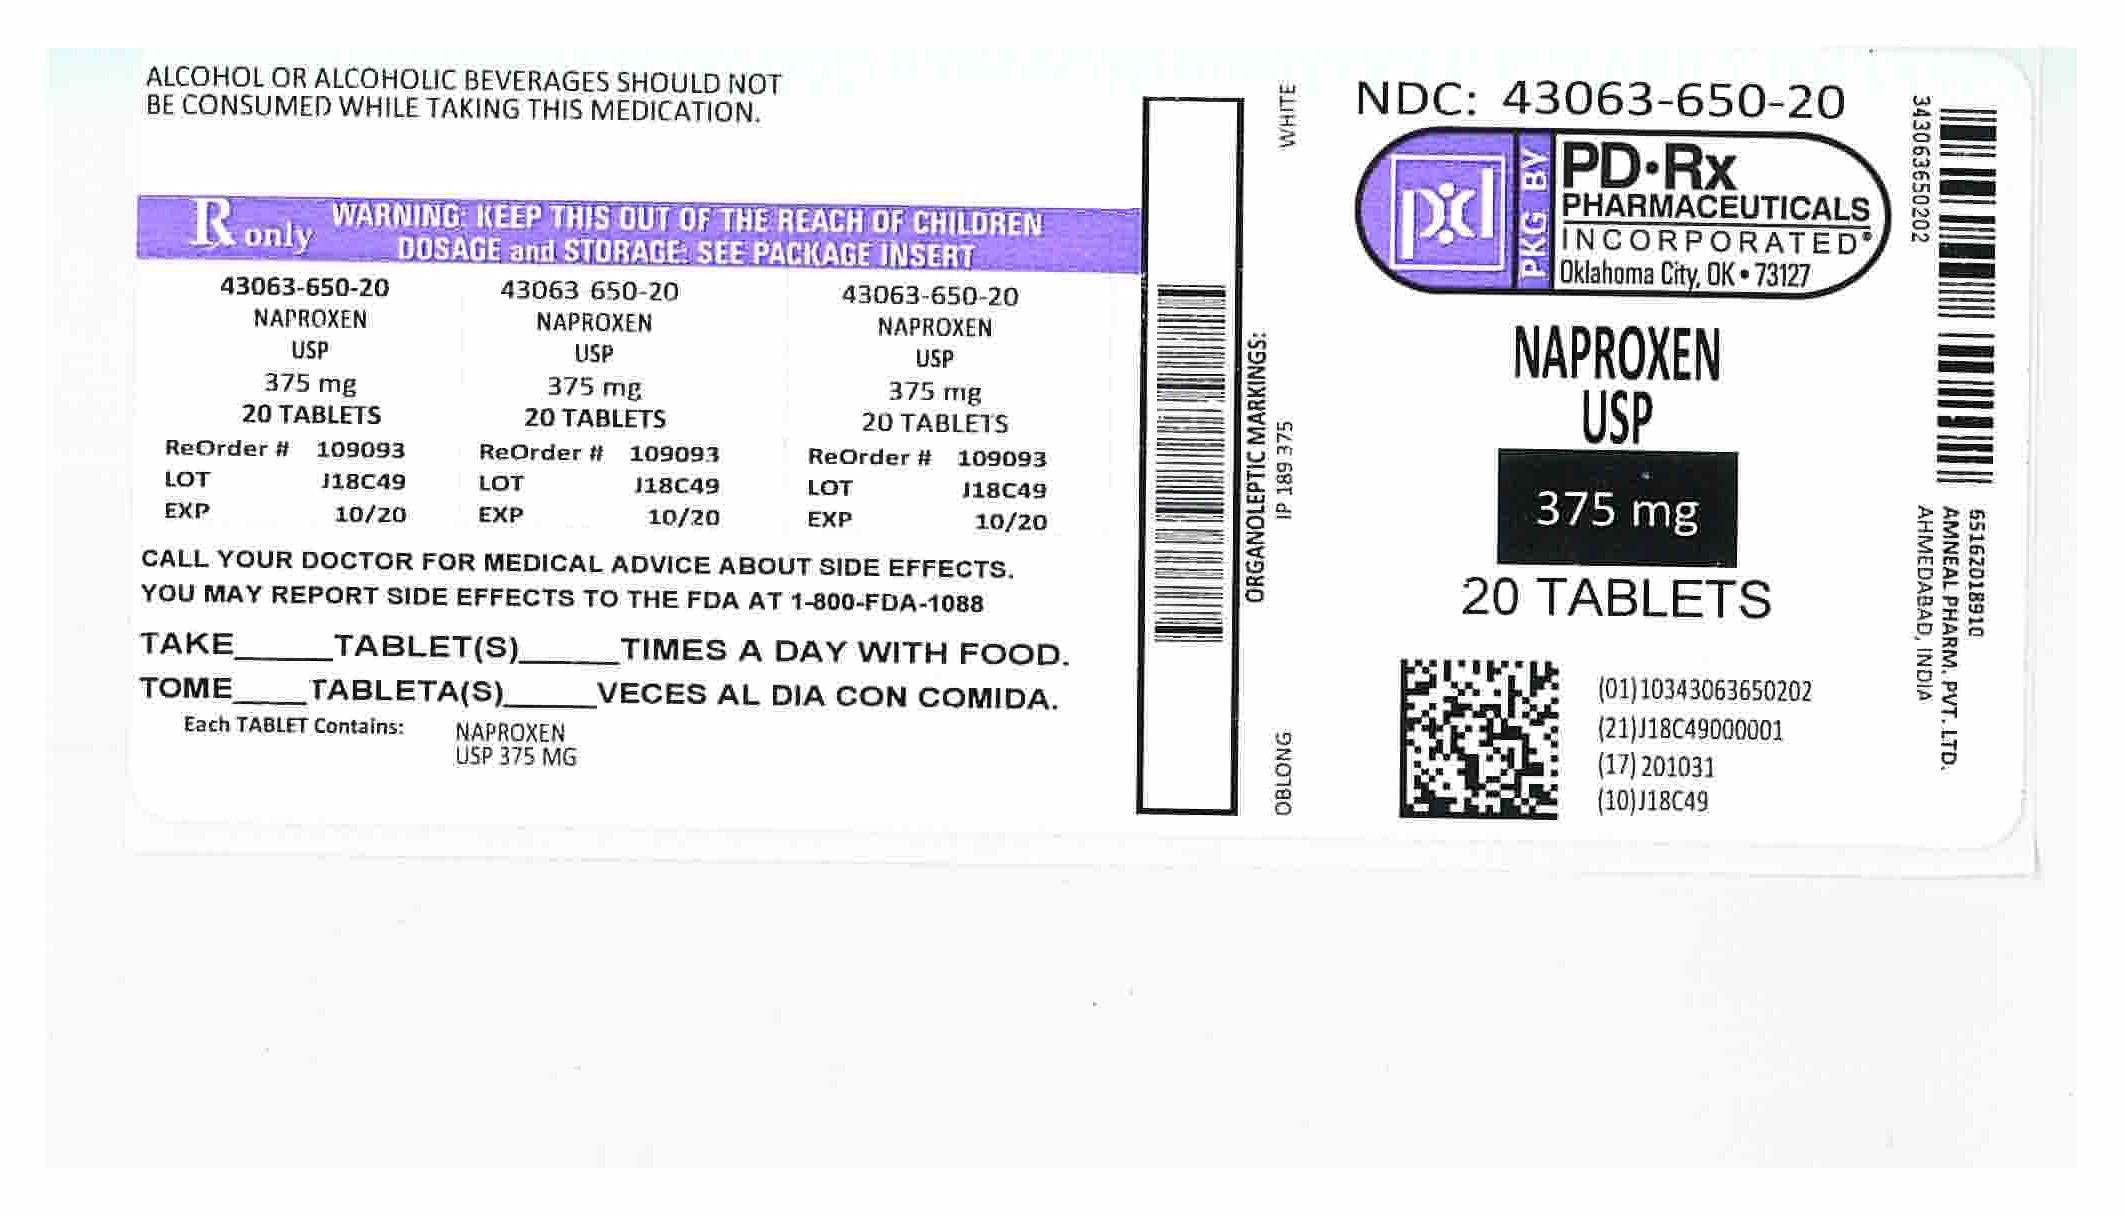 ALCOHOL OR ALCOHOLIC BEVERAGES SHOULD NOT
BE CONSUMED WHILE TAKING THIS MEDICATION.
R only
WARNING: KEEP THIS OUT OF THE REACH OF CHILDREN
DOSAGE and STORAGE: SEE PACKAGE INSERT
43063-650-20
NAPROXEN
USP
375 mg
20 TABLETS
ReOrder # 109093
LOT J18C49
EXP 10/20
43063 650-20
NAPROXEN
USP
375 mg
20 TABLETS
ReOrder # 109093
LOT J18C49
EXP 10/20
43063-650-20
NAPROXEN
USP
375 mg
20 TABLETS
ReOrder # 109093
LOT J18C49
EXP 10/20
CALL YOUR DOCTOR FOR MEDICAL ADVICE ABOUT SIDE EFFECTS.
YOU MAY REPORT SIDE EFFECTS TO THE FDA AT 1-800-FDA-1088
TAKE_____TABLET(S)_____TIMES A DAY WITH FOOD.
TOME____TABLETA(S)_____VECES AL DIA CON COMIDA.
Each TABLET Contains: NAPROXEN
USP 375 MG
ORGANOLEPTIC MARKINGS:
OBLONG IP 189 375 WHITE
NDC: 43063-650-20
pd
PKG BY
PD•Rx
PHARMACEUTICALS
INCORPORATED®
Oklahoma City, OK • 73127
NAPROXEN
USP
375 mg
20 TABLETS
(01)10343063650202
(21)J18C49000001
(17)201031
(10)J18C49
343063650202
65162018910
AMNEAL PHARM. PVT. LTD.
AHMEDABAD, INDIA